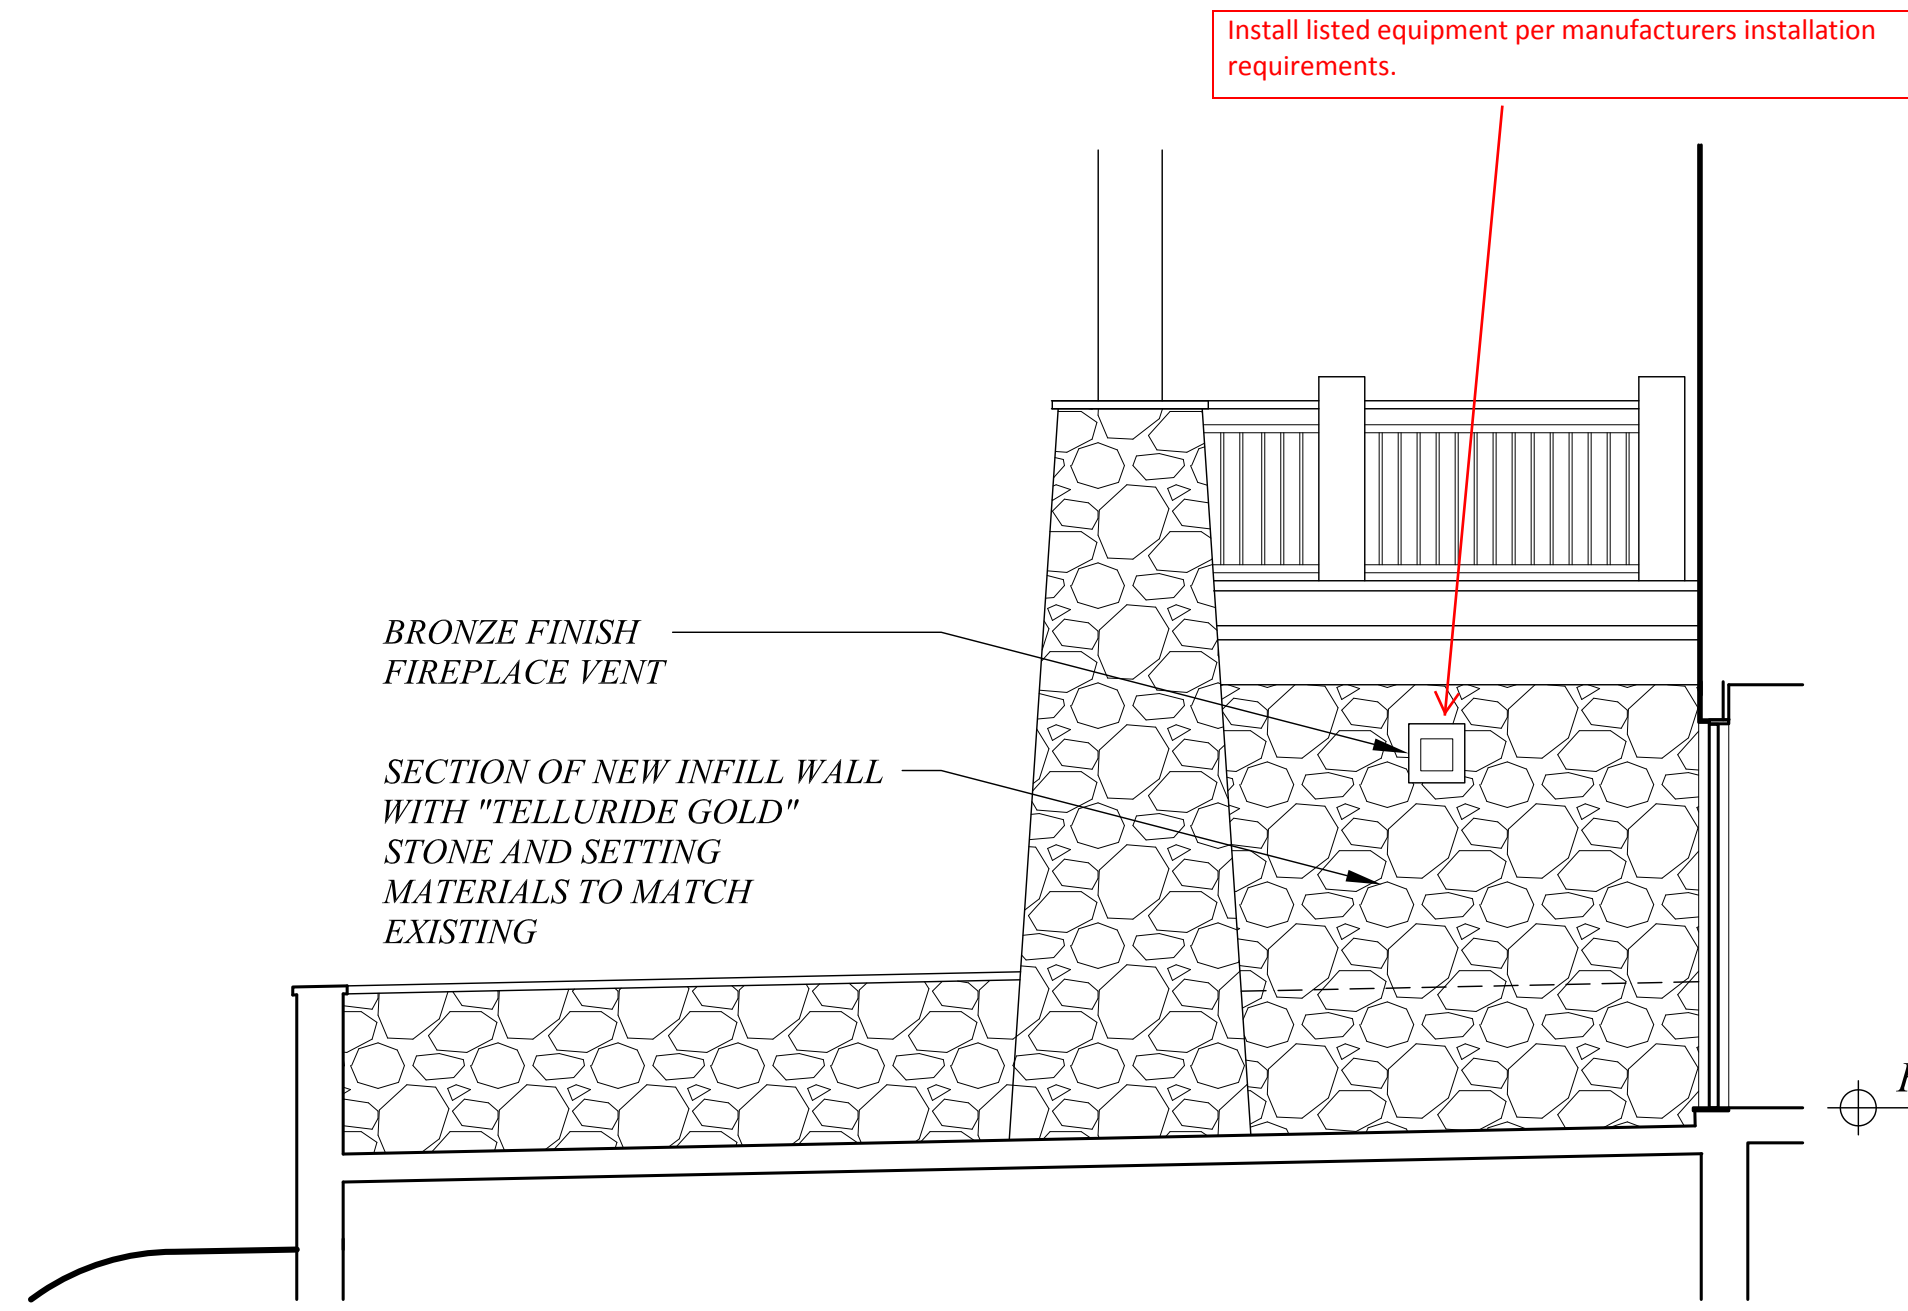 Install listed equipment per manufacturers installation
requirements.
BRONZE FINISH
FIREPLACE VENT
SECTION OF NEW INFILL WALL
WITH "TELLURIDE GOLD"
STONE AND SETTING
MATERIALS TO MATCH
EXISTING